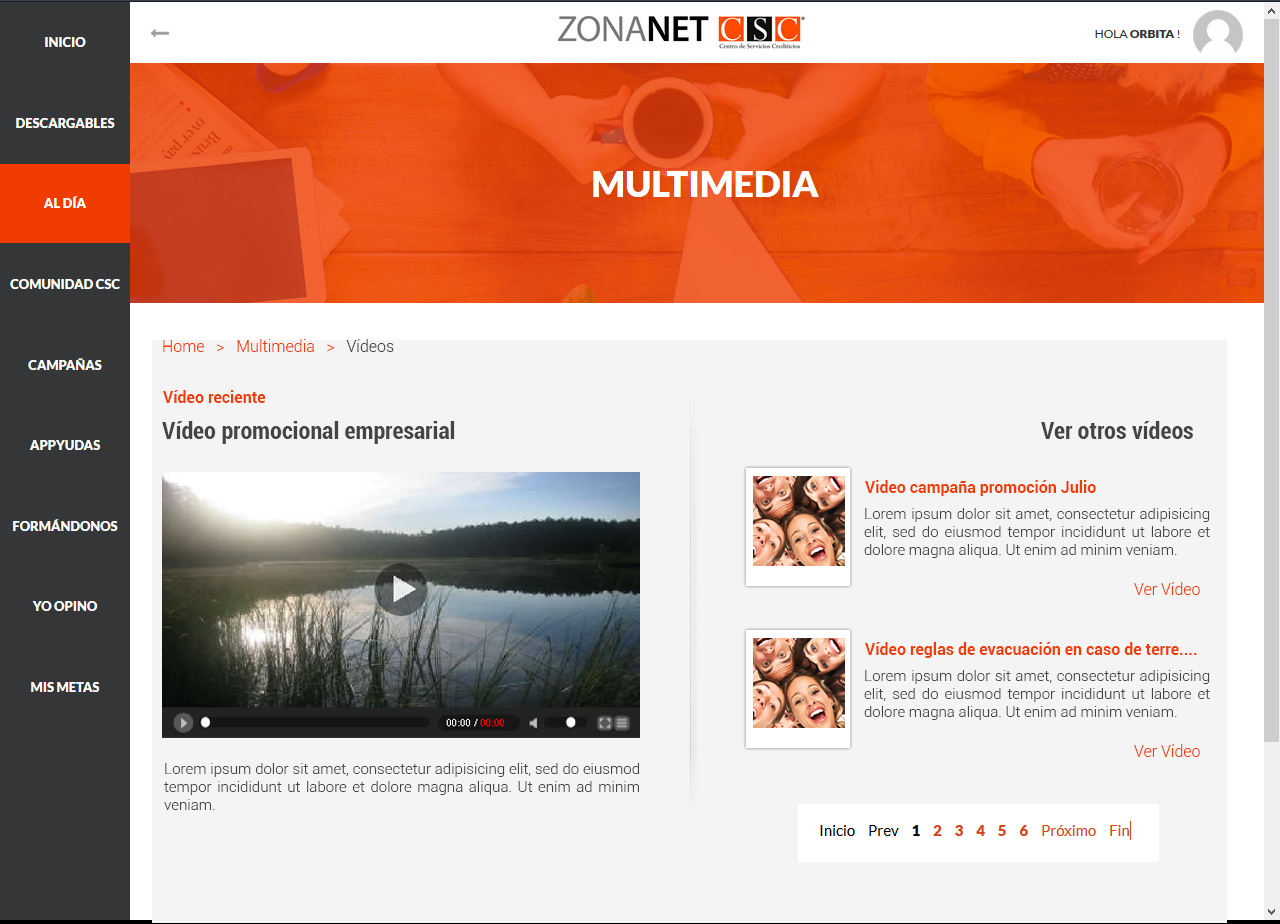 INICIO
DESCARGABLES
AL DÍA
COMUNIDAD CSC
CAMPAÑAS
APPYUDAS
FORMÁNDONOS
YO OPINO
MIS METAS
ZONANET CSC
Centro de Servicios Crediticios
HOLA ORBITA !
MULTIMEDIA
Home > Multimedia > Vídeos
Vídeo reciente
Vídeo promocional empresarial
00:00 / 00:00
Lorem ipsum dolor sit amet, consectetur adipisicing elit, sed do eiusmod
tempor incididunt ut labore et dolore magna aliqua. Ut enim ad minim
veniam.
Ver otros vídeos
Video campaña promoción Julio
Lorem ipsum dolor sit amet, consectetur adipisicing
elit, sed do eiusmod tempor incididunt ut labore et
dolore magna aliqua. Ut enim ad minim veniam.
Ver Vídeo
Vídeo reglas de evacuación en caso de terre....
Lorem ipsum dolor sit amet, consectetur adipisicing
elit, sed do eiusmod tempor incididunt ut labore et
dolore magna aliqua. Ut enim ad minim veniam.
Ver Vídeo
Inicio Prev 1 2 3 4 5 6 Próximo Fin